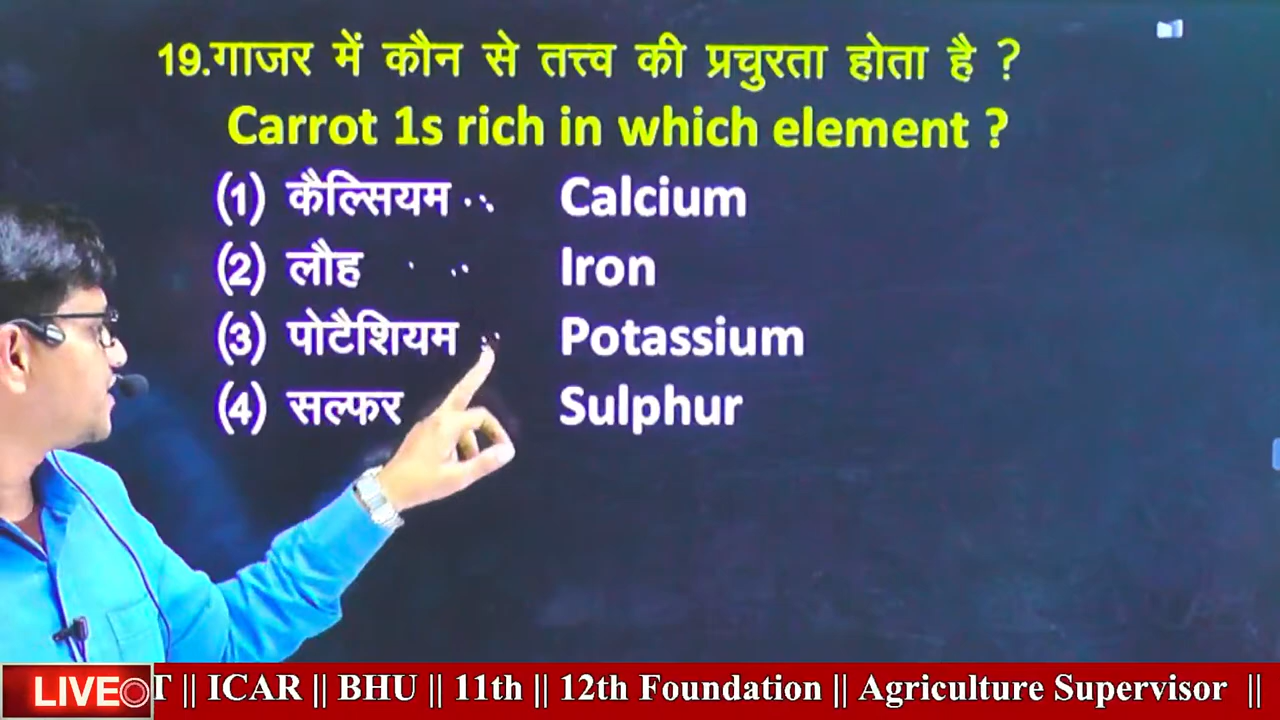 19.गाजर में कौन से तत्त्व की प्रचुरता होता है ?
Carrot 1s rich in which element ?
(1) कैल्सियम Calcium
(2) लौह Iron
(3) पोटैशियम Potassium
(4) सल्फर Sulphur
LIVE T || ICAR || BHU || 11th || 12th Foundation || Agriculture Supervisor ||